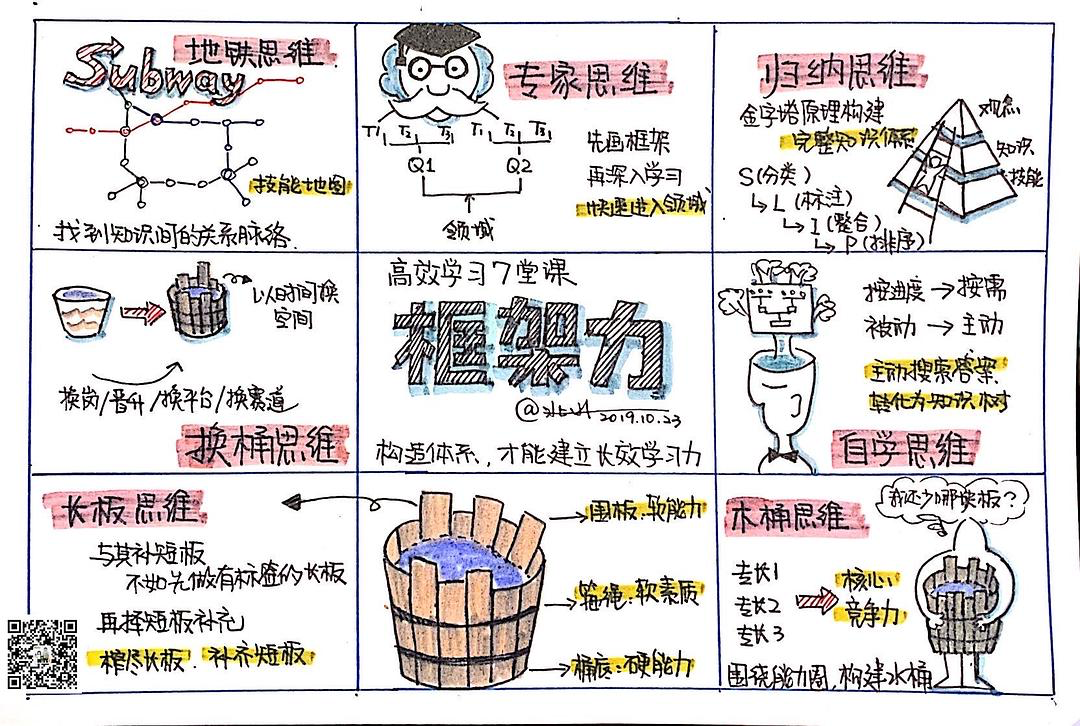 地铁思维
Subway
技能地图
找到知识间的关系脉络
专家思维
T1 T2 T3 T1 T2 T3
Q1 Q2
领域
先画框架
再深入学习
快速进入领域
归纳思维
金字塔原理构建
完整知识体系
S(分类)
L(标注)
I(整合)
P(排序)
观念
知识
技能
以时间换
空间
换岗/晋升/换平台/换赛道
换桶思维
高效学习7堂课
框架力
2019.10.23
构造体系,才能建立长效学习力
按进度→按需
被动→主动
主动搜索答案
转化为知识树
自学思维
长板思维
与其补短板
不如先做有标签的长板
再择短板补充
补齐短板
围板:软能力
箍绳:软素质
桶底:硬能力
木桶思维
我还少哪块板?
专长1
专长2
专长3
核心
竞争力
围绕能力圈,构建水桶